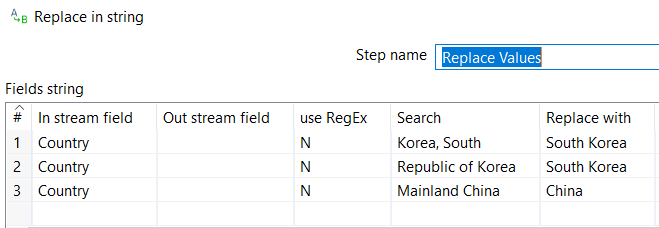 Replace in string
Step name Replace Values
Fields string
# In stream field Out stream field use RegEx Search Replace with
1 Country N Korea, South South Korea
2 Country N Republic of Korea South Korea
3 Country N Mainland China China